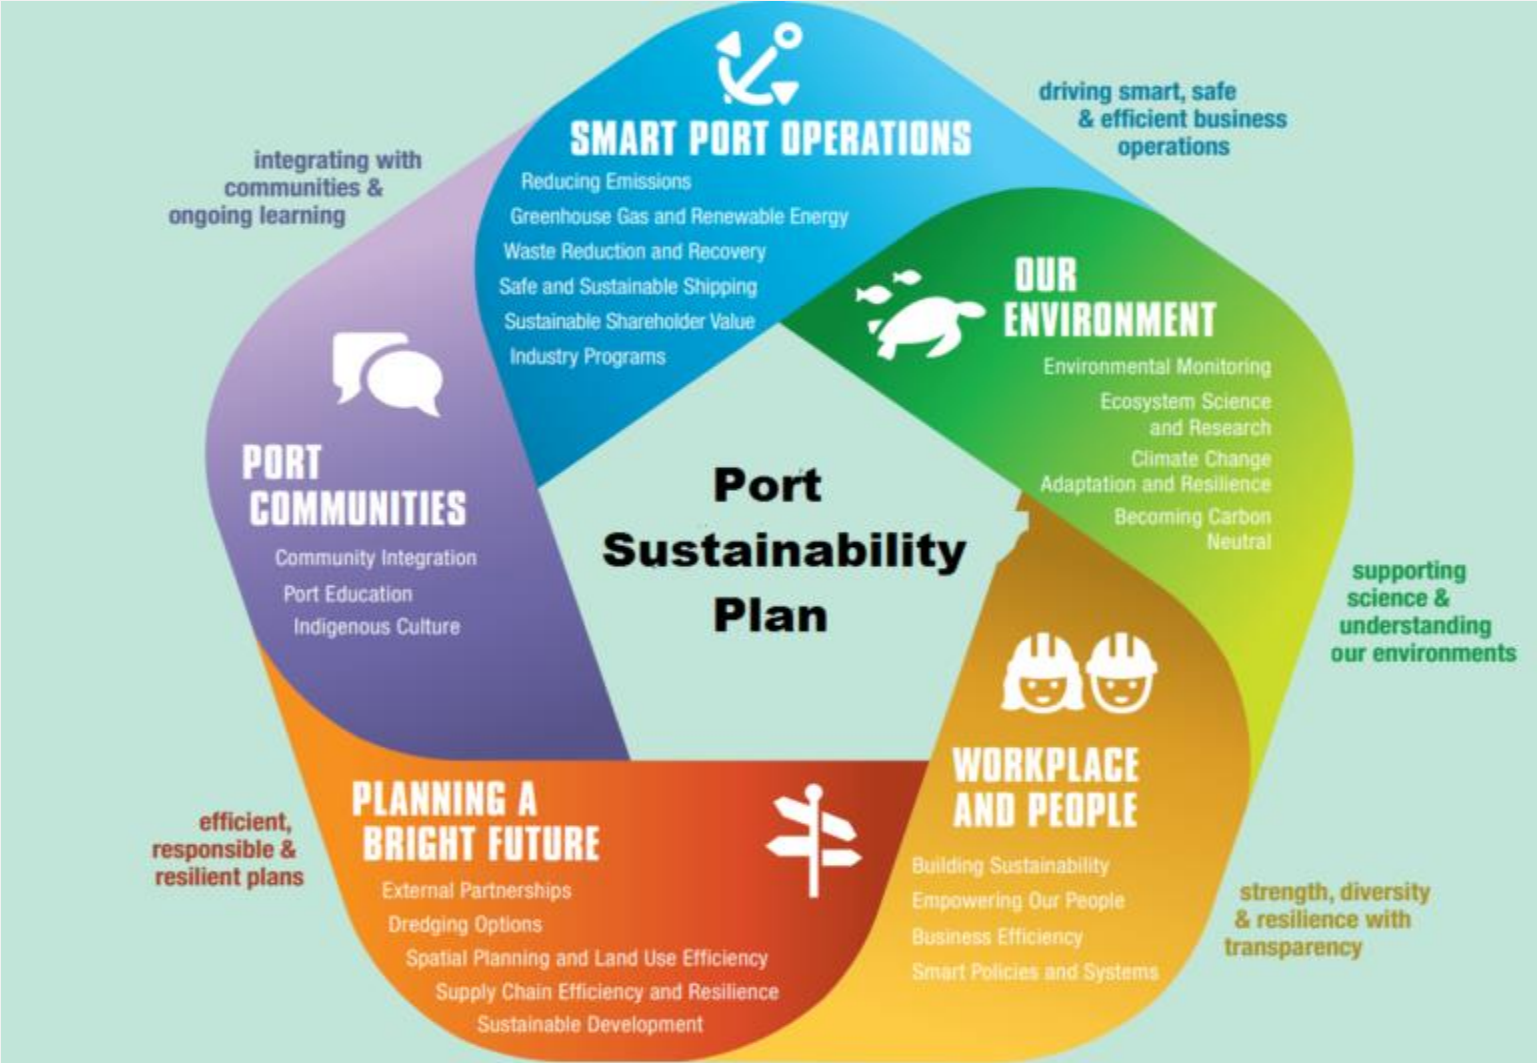 SMART PORT OPERATIONS
Reducing Emissions
Greenhouse Gas and Renewable Energy
Waste Reduction and Recovery
Safe and Sustainable Shipping
Sustainable Shareholder Value
Industry Programs
driving smart, safe
& efficient business
operations
OUR
ENVIRONMENT
Environmental Monitoring
Ecosystem Science
and Research
Climate Change
Adaptation and Resilience
Becoming Carbon
Neutral
supporting
science &
understanding
our environments
WORKPLACE
AND PEOPLE
Building Sustainability
Empowering Our People
Business Efficiency
Smart Policies and Systems
strength, diversity
& resilience with
transparency
PLANNING A
BRIGHT FUTURE
External Partnerships
Dredging Options
Spatial Planning and Land Use Efficiency
Supply Chain Efficiency and Resilience
Sustainable Development
efficient,
responsible &
resilient plans
PORT
COMMUNITIES
Community Integration
Port Education
Indigenous Culture
integrating with
communities &
ongoing learning
Port
Sustainability
Plan